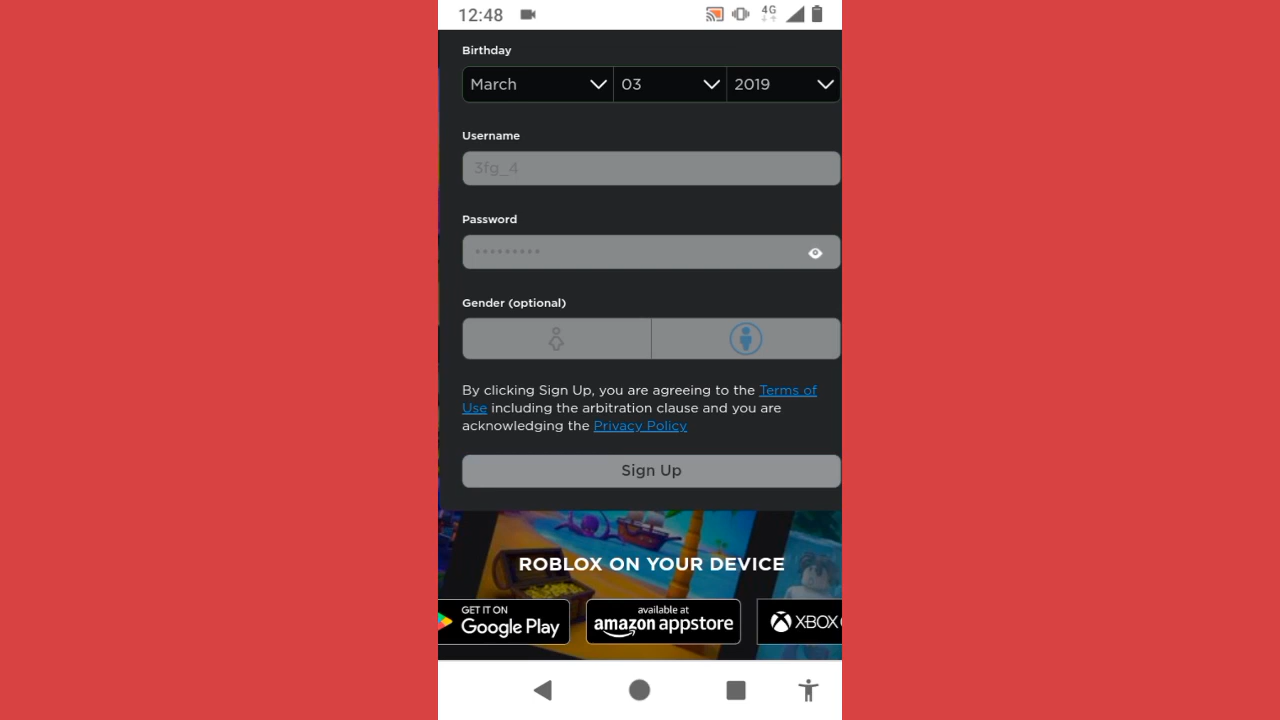 12:48
4G
Birthday
March 03 2019
Username
3fg_4
Password
•••••••••
Gender (optional)
By clicking Sign Up, you are agreeing to the Terms of
Use including the arbitration clause and you are
acknowledging the Privacy Policy
Sign Up
ROBLOX ON YOUR DEVICE
GET IT ON
Google Play
available at
amazon appstore
XBOX